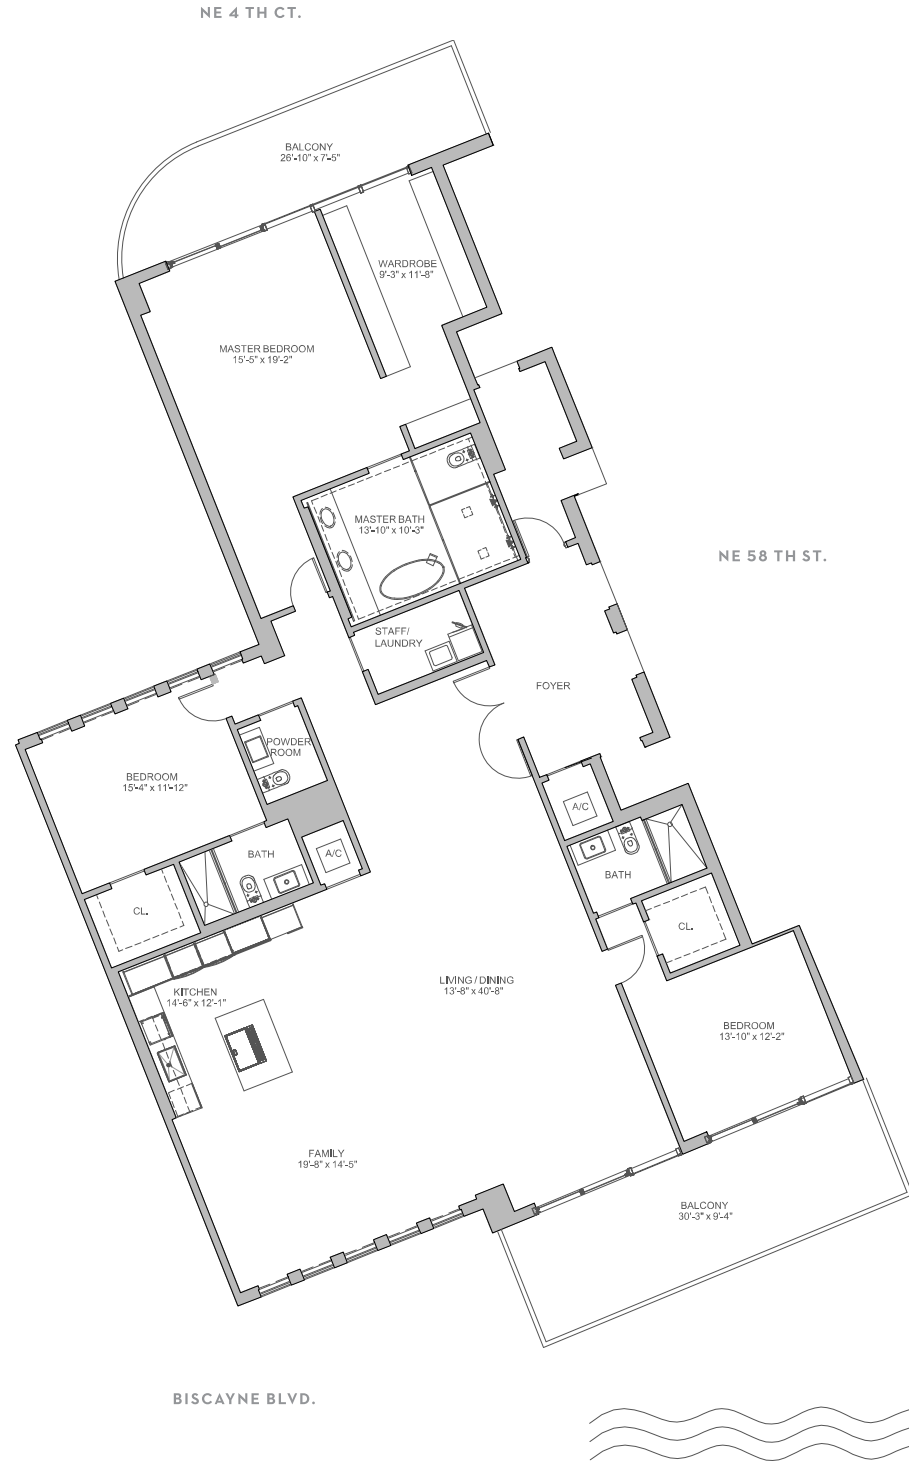 NE 4 TH CT.
BALCONY
26'-10" x 7'-5"
WARDROBE
9'-3" x 11'-8"
MASTER BEDROOM
15'-5" x 19'-2"
MASTER BATH
13'-10" x 10'-3"
NE 58 TH ST.
STAFF/
LAUNDRY
FOYER
POWDER
ROOM
BEDROOM
15'-4" x 11'-12"
A/C
BATH
A/C
BATH
CL.
CL.
LIVING / DINING
13'-8" x 40'-8"
KITCHEN
14'-6" x 12'-1"
BEDROOM
13'-10" x 12'-2"
FAMILY
19'-8" x 14'-5"
BALCONY
30'-3" x 9'-4"
BISCAYNE BLVD.